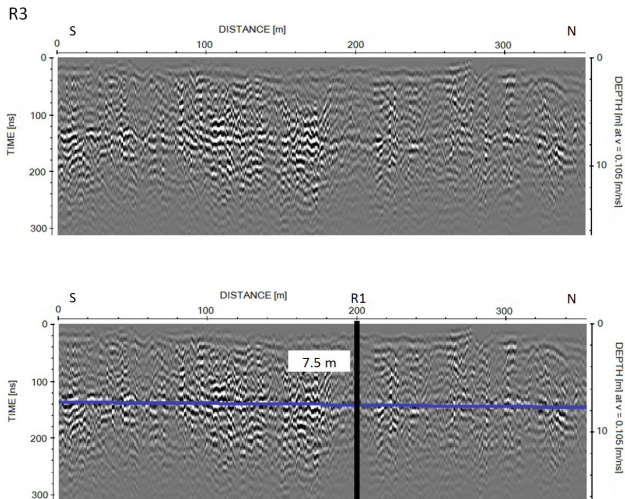 R3
S DISTANCE [m] N
0 100 200 300
0
100
200
300
TIME [ns]
0
10
DEPTH [m] at v = 0.105 [m/ns]
S DISTANCE [m] R1 N
0 100 200 300
0
100
200
300
TIME [ns]
7.5 m
0
10
DEPTH [m] at v = 0.105 [m/ns]